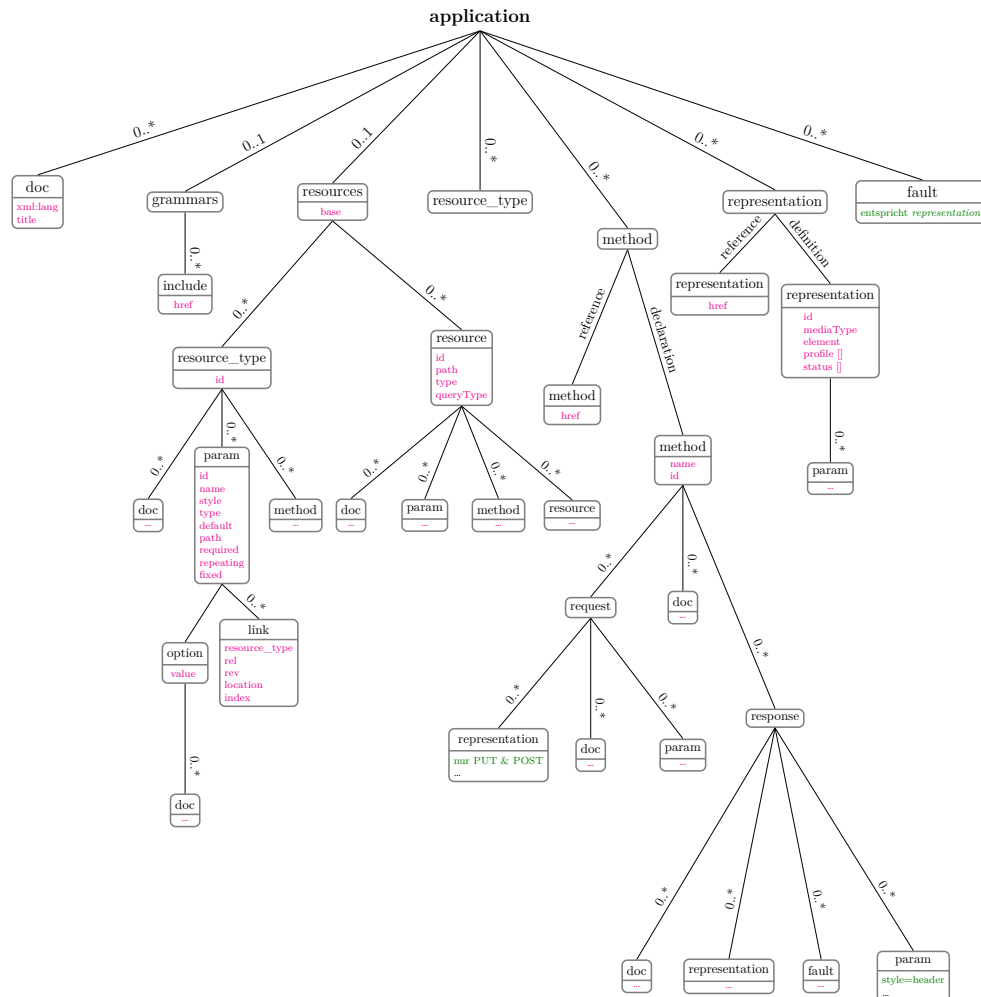 application
0..*
0..1
0..1
0..*
0..*
0..*
0..*
doc
xml:lang
title
grammars
resources
base
resource_type
method
representation
fault
entspricht representation
0..*
include
href
0..*
0..*
reference
declaration
reference
definition
representation
href
representation
id
mediaType
element
profile []
status []
resource_type
id
resource
id
path
type
queryType
method
href
method
name
id
0..*
param
...
0..*
0..*
0..*
doc
...
param
id
name
style
type
default
path
required
repeating
fixed
method
...
0..*
0..*
0..*
0..*
doc
...
param
...
method
...
resource
...
0..*
option
value
link
resource_type
rel
rev
location
index
0..*
doc
...
0..*
0..*
0..*
request
doc
...
response
0..*
0..*
0..*
representation
nur PUT & POST
...
doc
...
param
...
0..*
0..*
0..*
0..*
doc
...
representation
...
fault
...
param
style=header
...